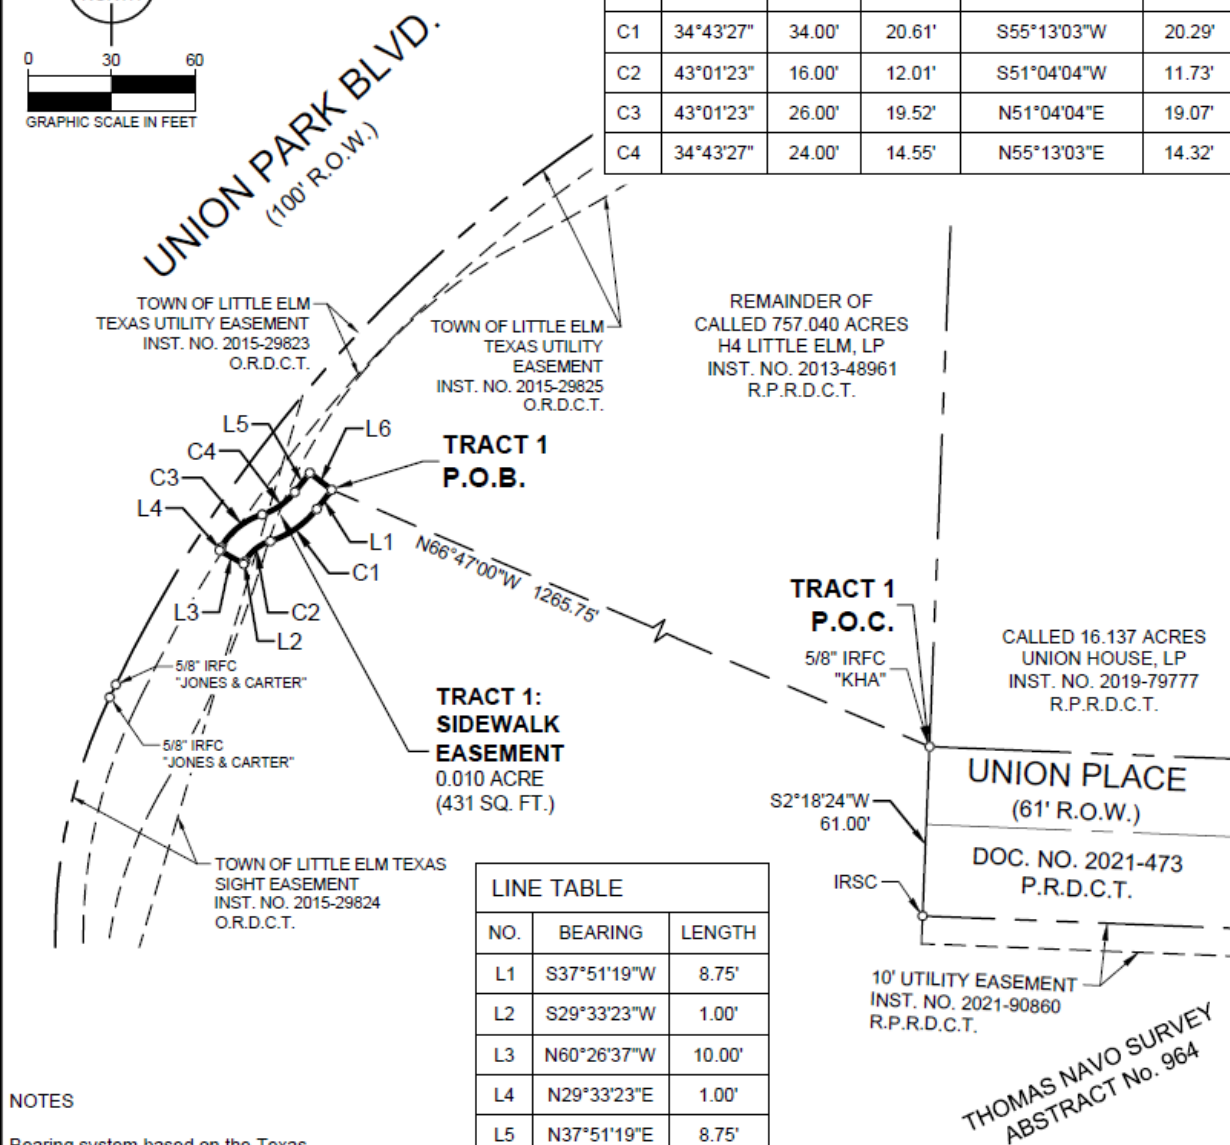 0 30 60
GRAPHIC SCALE IN FEET
UNION PARK BLVD.
(100' R.O.W.)
C1 34°43'27" 34.00' 20.61' S55°13'03"W 20.29'
C2 43°01'23" 16.00' 12.01' S51°04'04"W 11.73'
C3 43°01'23" 26.00' 19.52' N51°04'04"E 19.07'
C4 34°43'27" 24.00' 14.55' N55°13'03"E 14.32'
TOWN OF LITTLE ELM
TEXAS UTILITY EASEMENT
INST. NO. 2015-29823
O.R.D.C.T.
TOWN OF LITTLE ELM
TEXAS UTILITY
EASEMENT
INST. NO. 2015-29825
O.R.D.C.T.
REMAINDER OF
CALLED 757.040 ACRES
H4 LITTLE ELM, LP
INST. NO. 2013-48961
R.P.R.D.C.T.
L5
L6
C4
C3
L4
TRACT 1
P.O.B.
L1
C1
L3
C2
L2
N66°47'00"W 1265.75'
TRACT 1
P.O.C.
5/8" IRFC
"KHA"
CALLED 16.137 ACRES
UNION HOUSE, LP
INST. NO. 2019-79777
R.P.R.D.C.T.
5/8" IRFC
"JONES & CARTER"
5/8" IRFC
"JONES & CARTER"
TRACT 1:
SIDEWALK
EASEMENT
0.010 ACRE
(431 SQ. FT.)
UNION PLACE
(61' R.O.W.)
S2°18'24"W
61.00'
DOC. NO. 2021-473
P.R.D.C.T.
IRSC
TOWN OF LITTLE ELM TEXAS
SIGHT EASEMENT
INST. NO. 2015-29824
O.R.D.C.T.
10' UTILITY EASEMENT
INST. NO. 2021-90860
R.P.R.D.C.T.
THOMAS NAVO SURVEY
ABSTRACT No. 964
LINE TABLE
NO. BEARING LENGTH
L1 S37°51'19"W 8.75'
L2 S29°33'23"W 1.00'
L3 N60°26'37"W 10.00'
L4 N29°33'23"E 1.00'
L5 N37°51'19"E 8.75'
NOTES
Bearing system based on the Texas